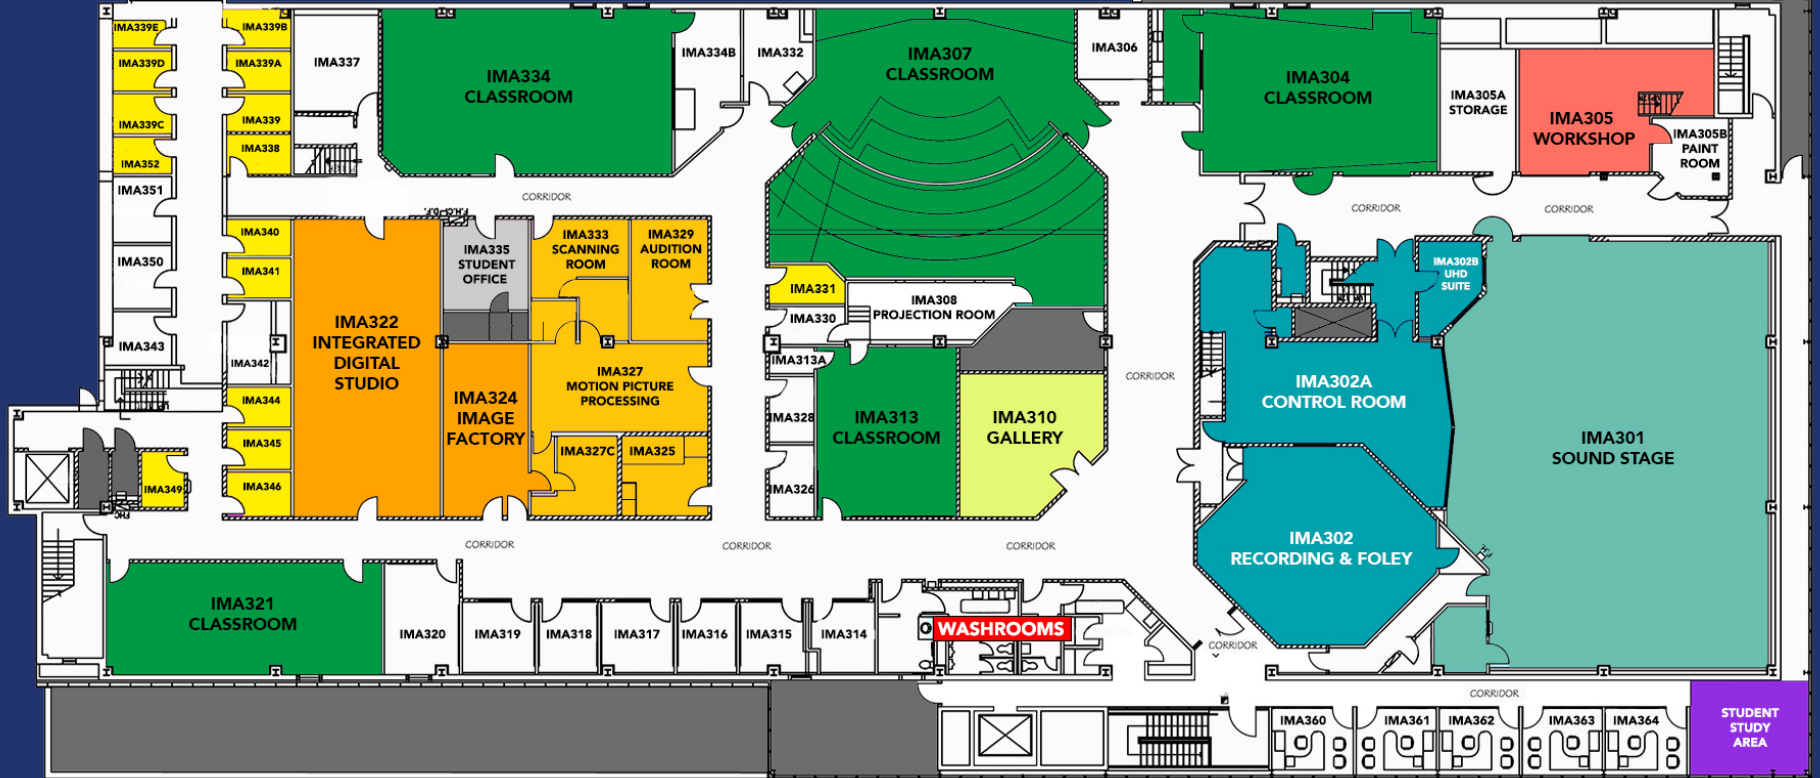 IMA339E
IMA339B
IMA339D
IMA339A
IMA339C
IMA339
IMA338
IMA352
IMA351
IMA350
IMA343
IMA340
IMA341
IMA342
IMA344
IMA345
IMA346
IMA349
FHC
IMA337
IMA334
CLASSROOM
IMA334B
IMA332
IMA307
CLASSROOM
IMA306
IMA304
CLASSROOM
IMA305A
STORAGE
IMA305
WORKSHOP
IMA305B
PAINT
ROOM
CORRIDOR
CORRIDOR
CORRIDOR
IMA322
INTEGRATED
DIGITAL
STUDIO
IMA335
STUDENT
OFFICE
IMA333
SCANNING
ROOM
IMA329
AUDITION
ROOM
IMA324
IMAGE
FACTORY
IMA327
MOTION PICTURE
PROCESSING
IMA327C
IMA325
IMA331
IMA330
IMA308
PROJECTION ROOM
IMA313A
IMA328
IMA326
IMA313
CLASSROOM
IMA310
GALLERY
CORRIDOR
IMA302B
UHD
SUITE
IMA302A
CONTROL ROOM
IMA301
SOUND STAGE
IMA302
RECORDING & FOLEY
CORRIDOR
CORRIDOR
CORRIDOR
IMA321
CLASSROOM
IMA320
IMA319
IMA318
IMA317
IMA316
IMA315
IMA314
WASHROOMS
CORRIDOR
CORRIDOR
IMA360
IMA361
IMA362
IMA363
IMA364
STUDENT
STUDY
AREA